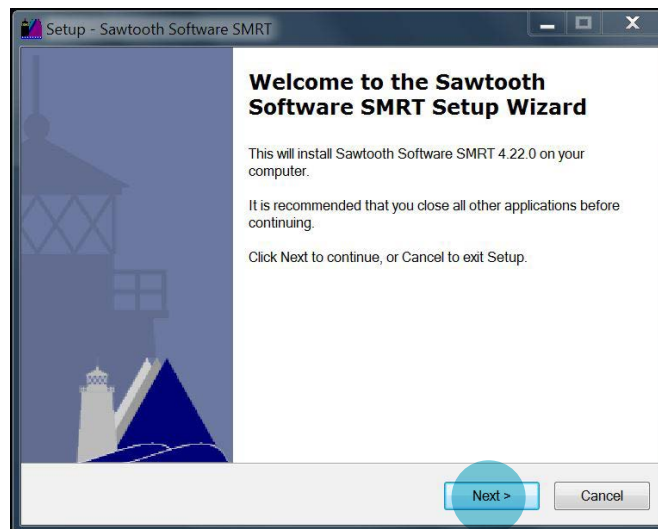 Setup - Sawtooth Software SMRT
Welcome to the Sawtooth
Software SMRT Setup Wizard
This will install Sawtooth Software SMRT 4.22.0 on your
computer.
It is recommended that you close all other applications before
continuing.
Click Next to continue, or Cancel to exit Setup.
Next >
Cancel